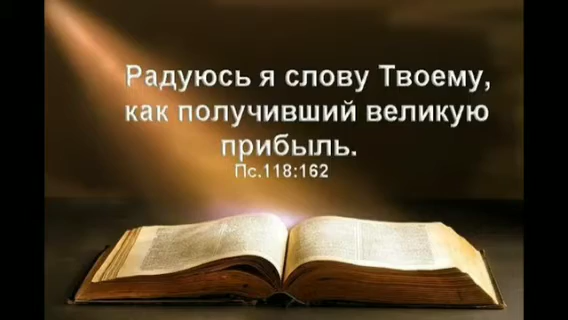 Радуюсь я слову Твоему,
как получивший великую
прибыль.
Пс.118:162